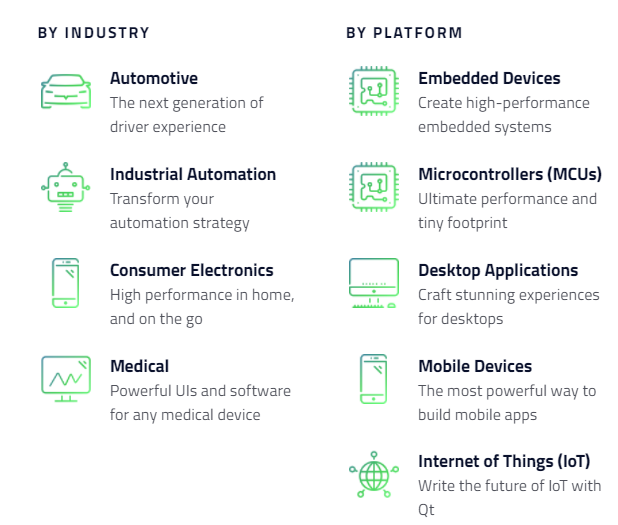 BY INDUSTRY
Automotive
The next generation of
driver experience
Industrial Automation
Transform your
automation strategy
Consumer Electronics
High performance in home,
and on the go
Medical
Powerful UIs and software
for any medical device
BY PLATFORM
Embedded Devices
Create high-performance
embedded systems
Microcontrollers (MCUs)
Ultimate performance and
tiny footprint
Desktop Applications
Craft stunning experiences
for desktops
Mobile Devices
The most powerful way to
build mobile apps
Internet of Things (IoT)
Write the future of IoT with
Qt